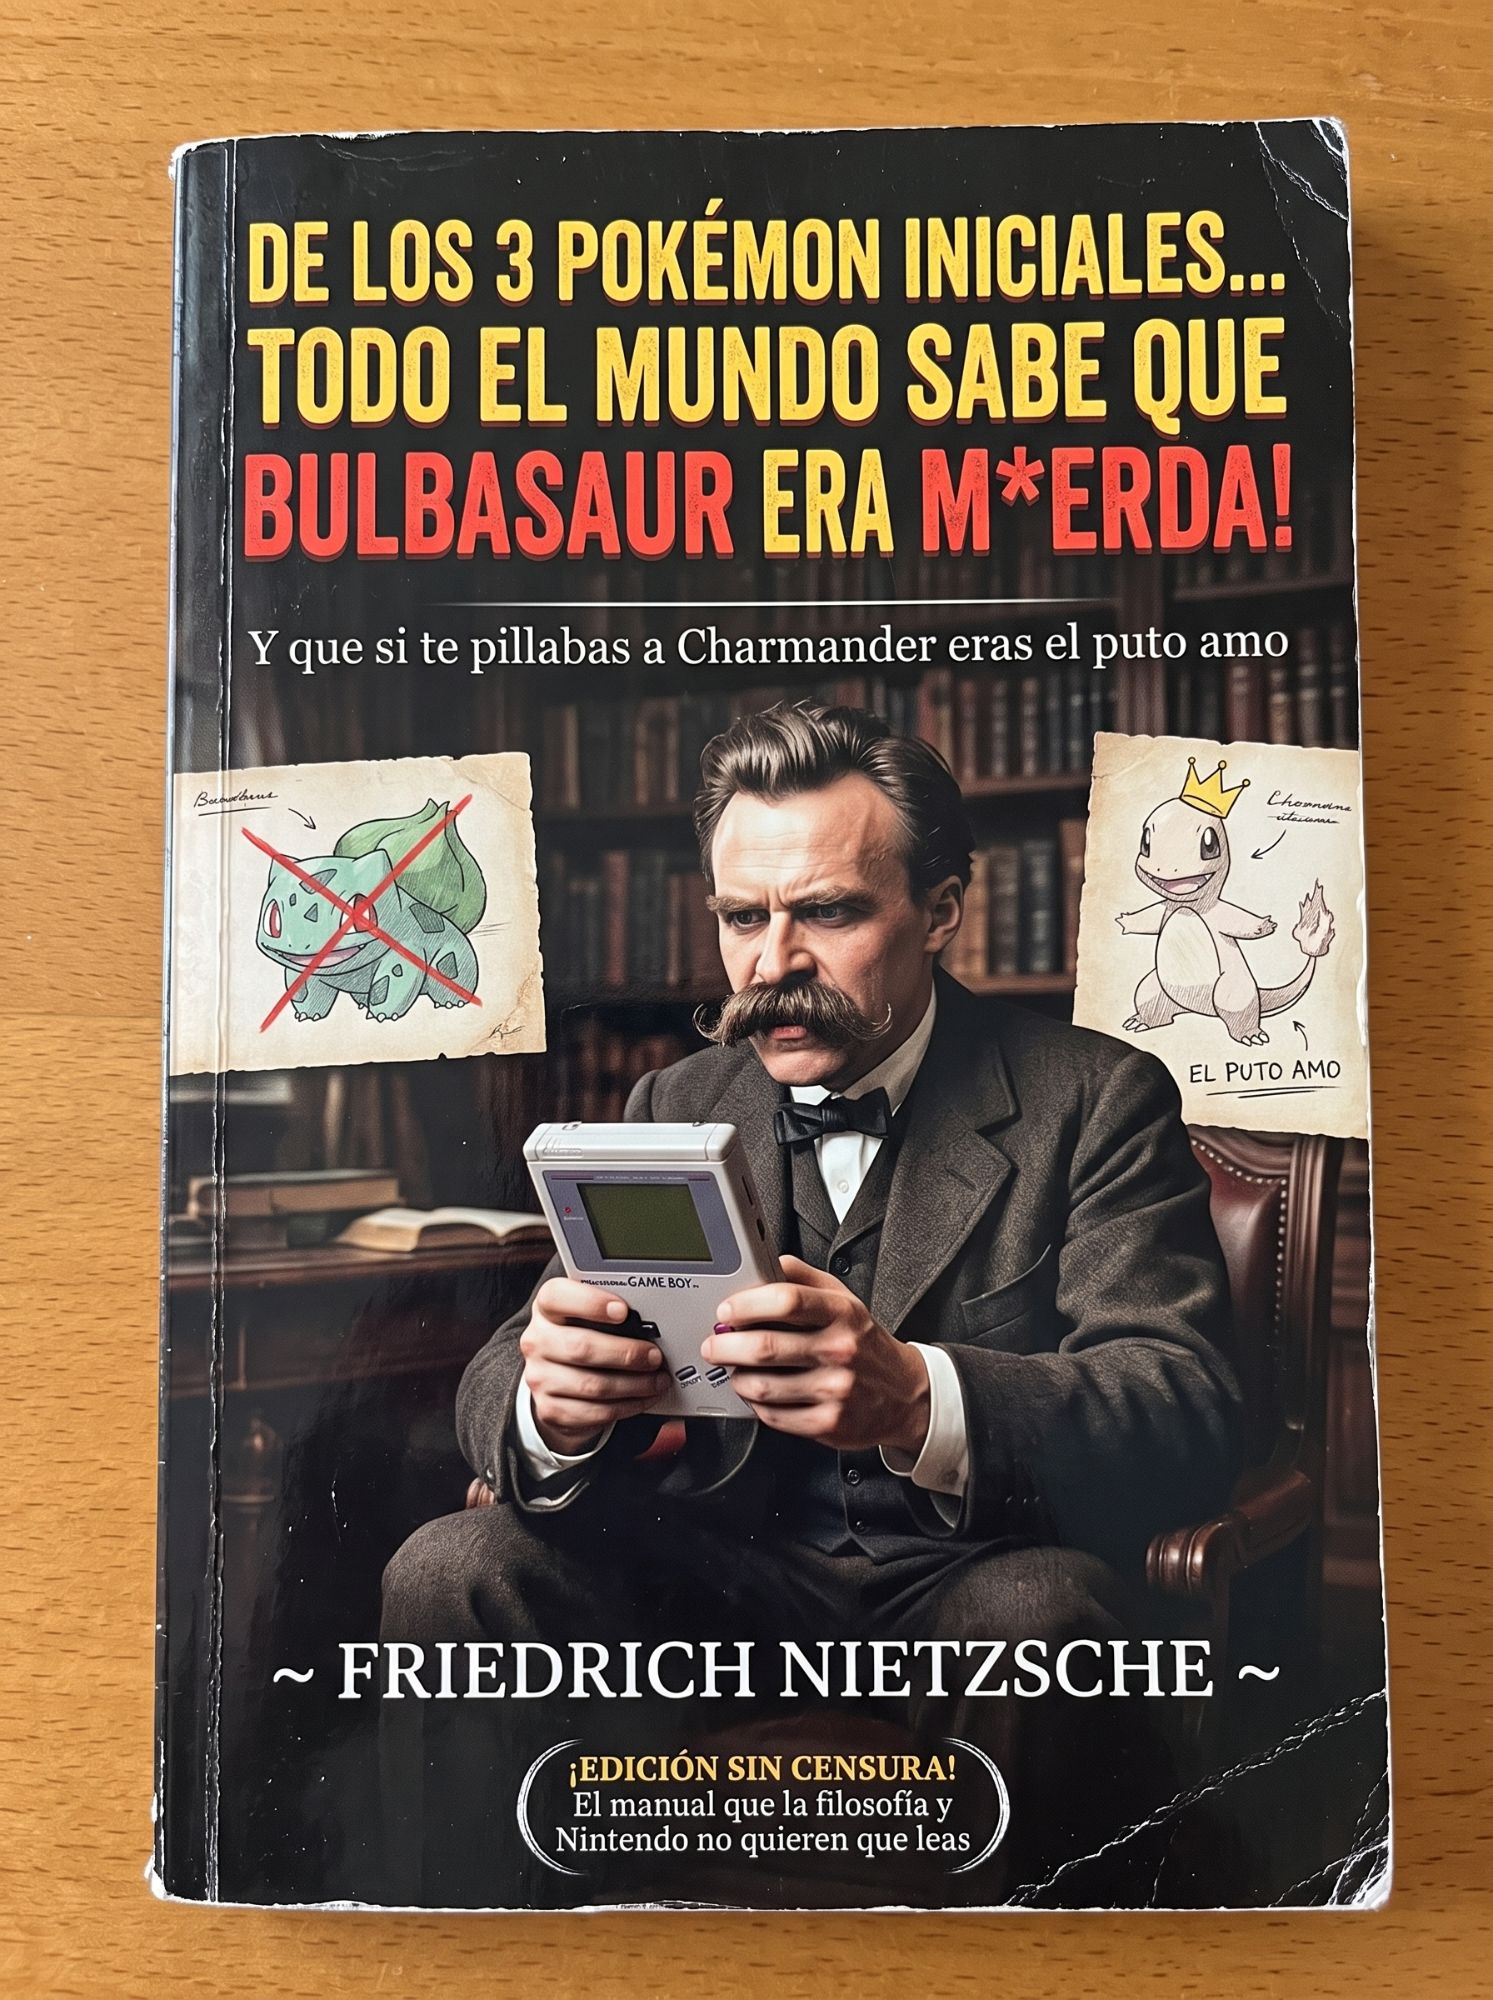 DE LOS 3 POKÉMON INICIALES...
TODO EL MUNDO SABE QUE
BULBASAUR ERA M*ERDA!
Y que si te pillabas a Charmander eras el puto amo
EL PUTO AMO
GAME BOY
~ FRIEDRICH NIETZSCHE ~
¡EDICIÓN SIN CENSURA!
El manual que la filosofía y
Nintendo no quieren que leas